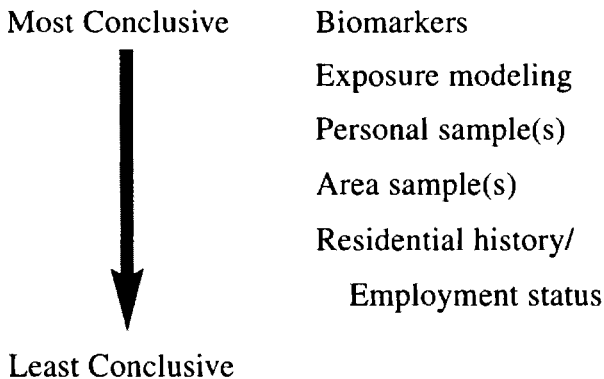 Most Conclusive
Biomarkers
Exposure modeling
Personal sample(s)
Area sample(s)
Residential history/
Employment status
Least Conclusive